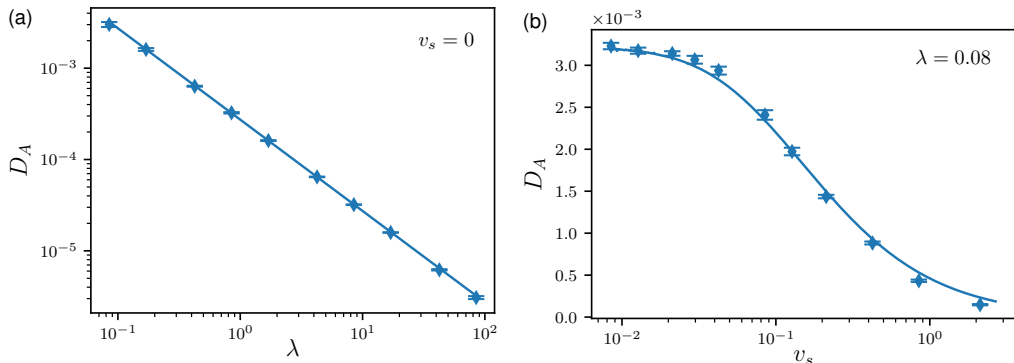 (a)
v_s = 0
D_A
10^{-3}
10^{-4}
10^{-5}
10^{-1}
10^0
10^1
10^2
λ
(b)
×10^{-3}
λ = 0.08
D_A
3.0
2.5
2.0
1.5
1.0
0.5
0.0
10^{-2}
10^{-1}
10^0
v_s